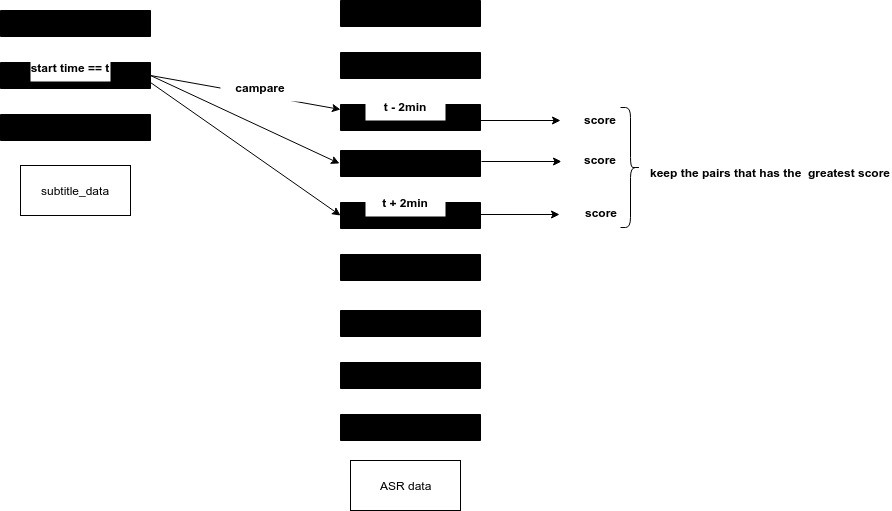 start time == t
campare
t - 2min
score
score
keep the pairs that has the  greatest score
t + 2min
score
subtitle_data
ASR data